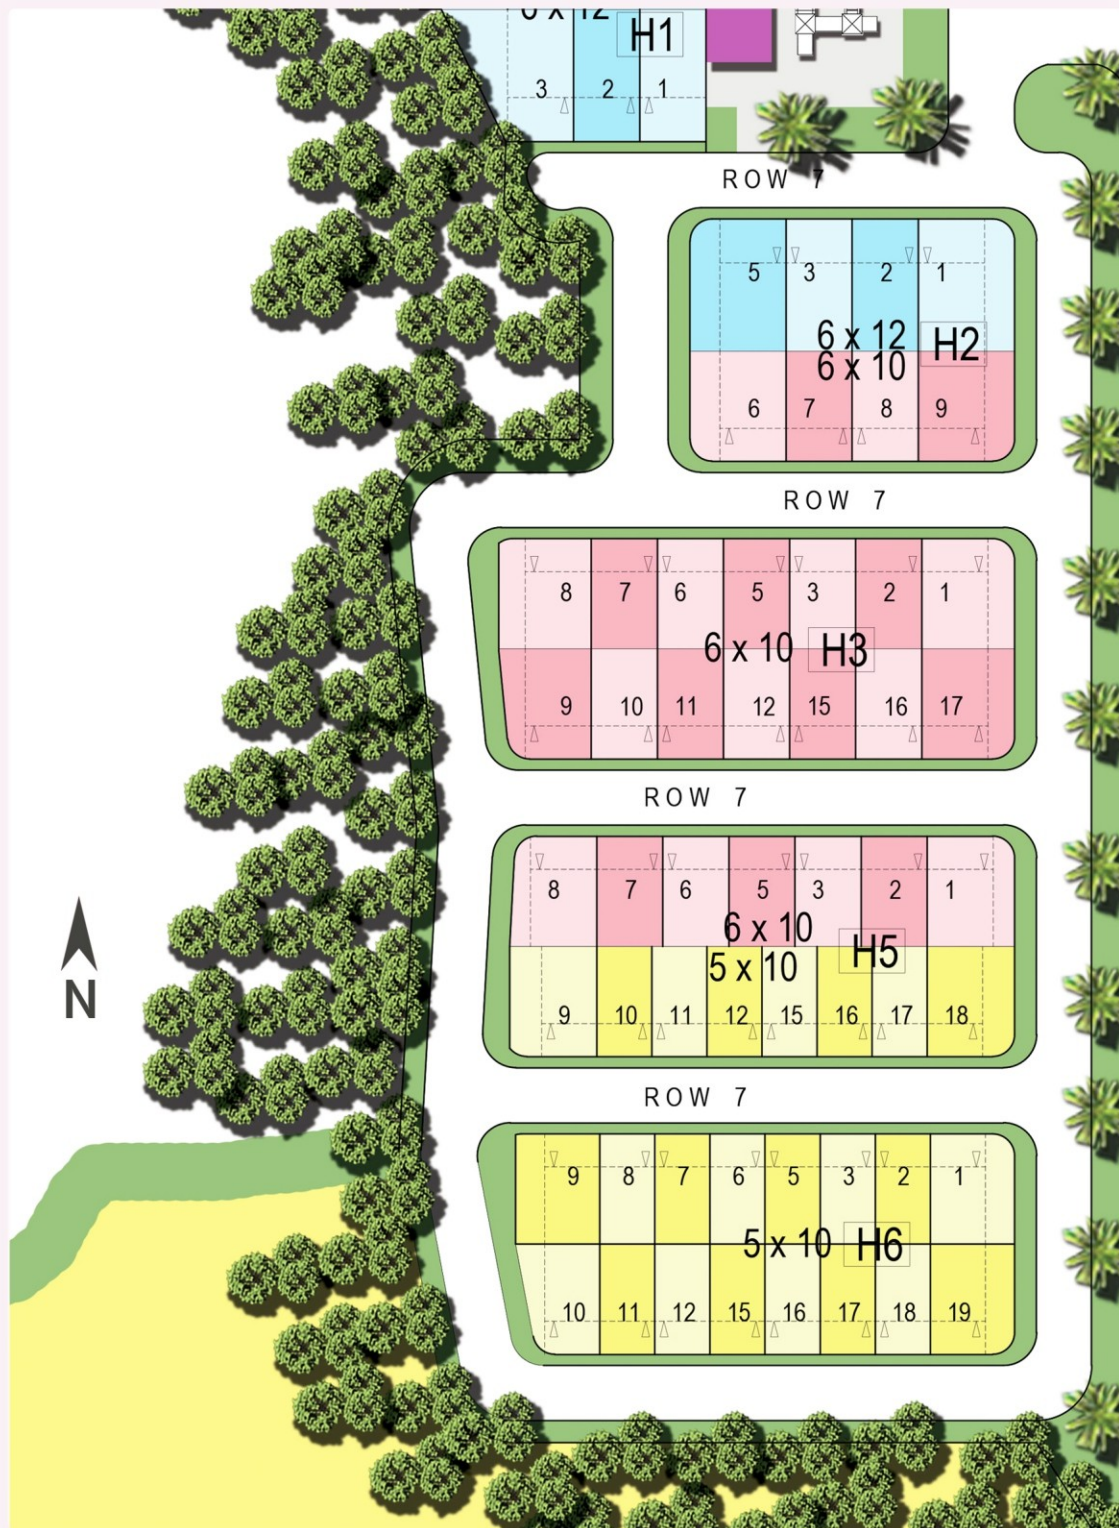 6 x 12
H1
3 2 1
ROW 7
5 3 2 1
6 x 12
H2
6 x 10
6 7 8 9
ROW 7
8 7 6 5 3 2 1
6 x 10 H3
9 10 11 12 15 16 17
ROW 7
8 7 6 5 3 2 1
6 x 10
H5
5 x 10
9 10 11 12 15 16 17 18
N
ROW 7
9 8 7 6 5 3 2 1
5 x 10 H6
10 11 12 15 16 17 18 19